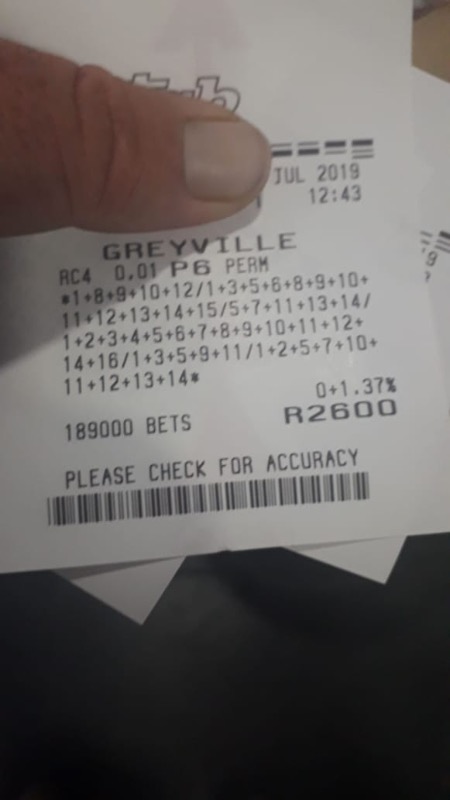 JUL 2019
12:43
GREYVILLE
RC4 0.01 P6 PERM
*1+8+9+10+12/1+3+5+6+8+9+10+
11+12+13+14+15/5+7+11+13+14/
1+2+3+4+5+6+7+8+9+10+11+12+
14+16/1+3+5+9+11/1+2+5+7+10+
11+12+13+14*
0+1.37%
189000 BETS R2600
PLEASE CHECK FOR ACCURACY